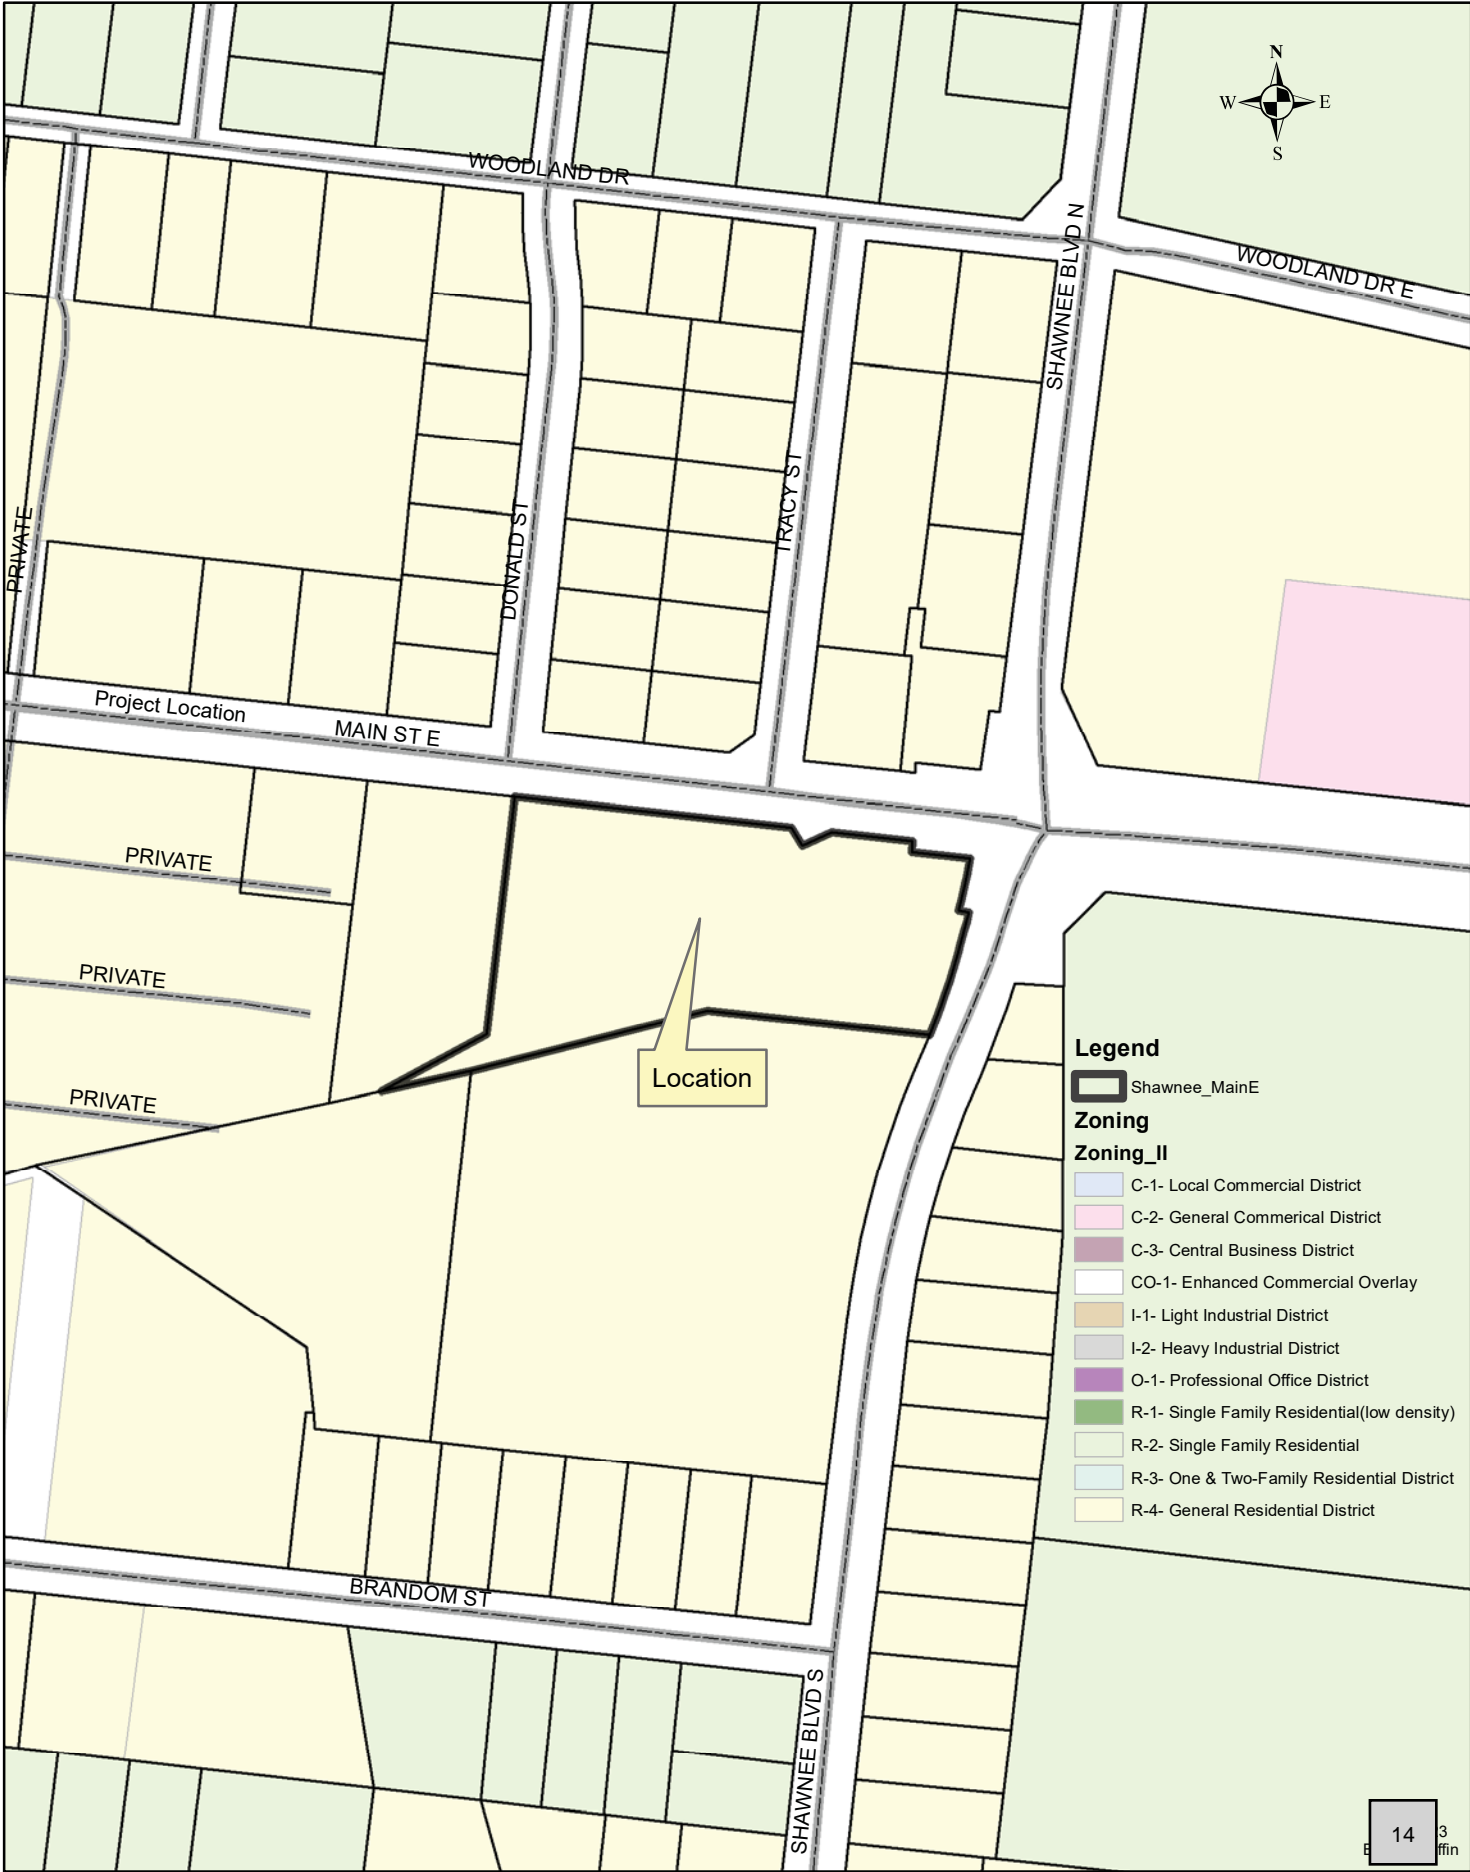 N
W E
S
WOODLAND DR
SHAWNEE BLVD N
WOODLAND DR E
TRACY ST
DONALD ST
PRIVATE
Project Location
MAIN ST E
PRIVATE
PRIVATE
PRIVATE
Location
BRANDOM ST
SHAWNEE BLVD S
Legend
Shawnee_MainE
Zoning
Zoning_II
C-1- Local Commercial District
C-2- General Commerical District
C-3- Central Business District
CO-1- Enhanced Commercial Overlay
I-1- Light Industrial District
I-2- Heavy Industrial District
O-1- Professional Office District
R-1- Single Family Residential(low density)
R-2- Single Family Residential
R-3- One & Two-Family Residential District
R-4- General Residential District
14